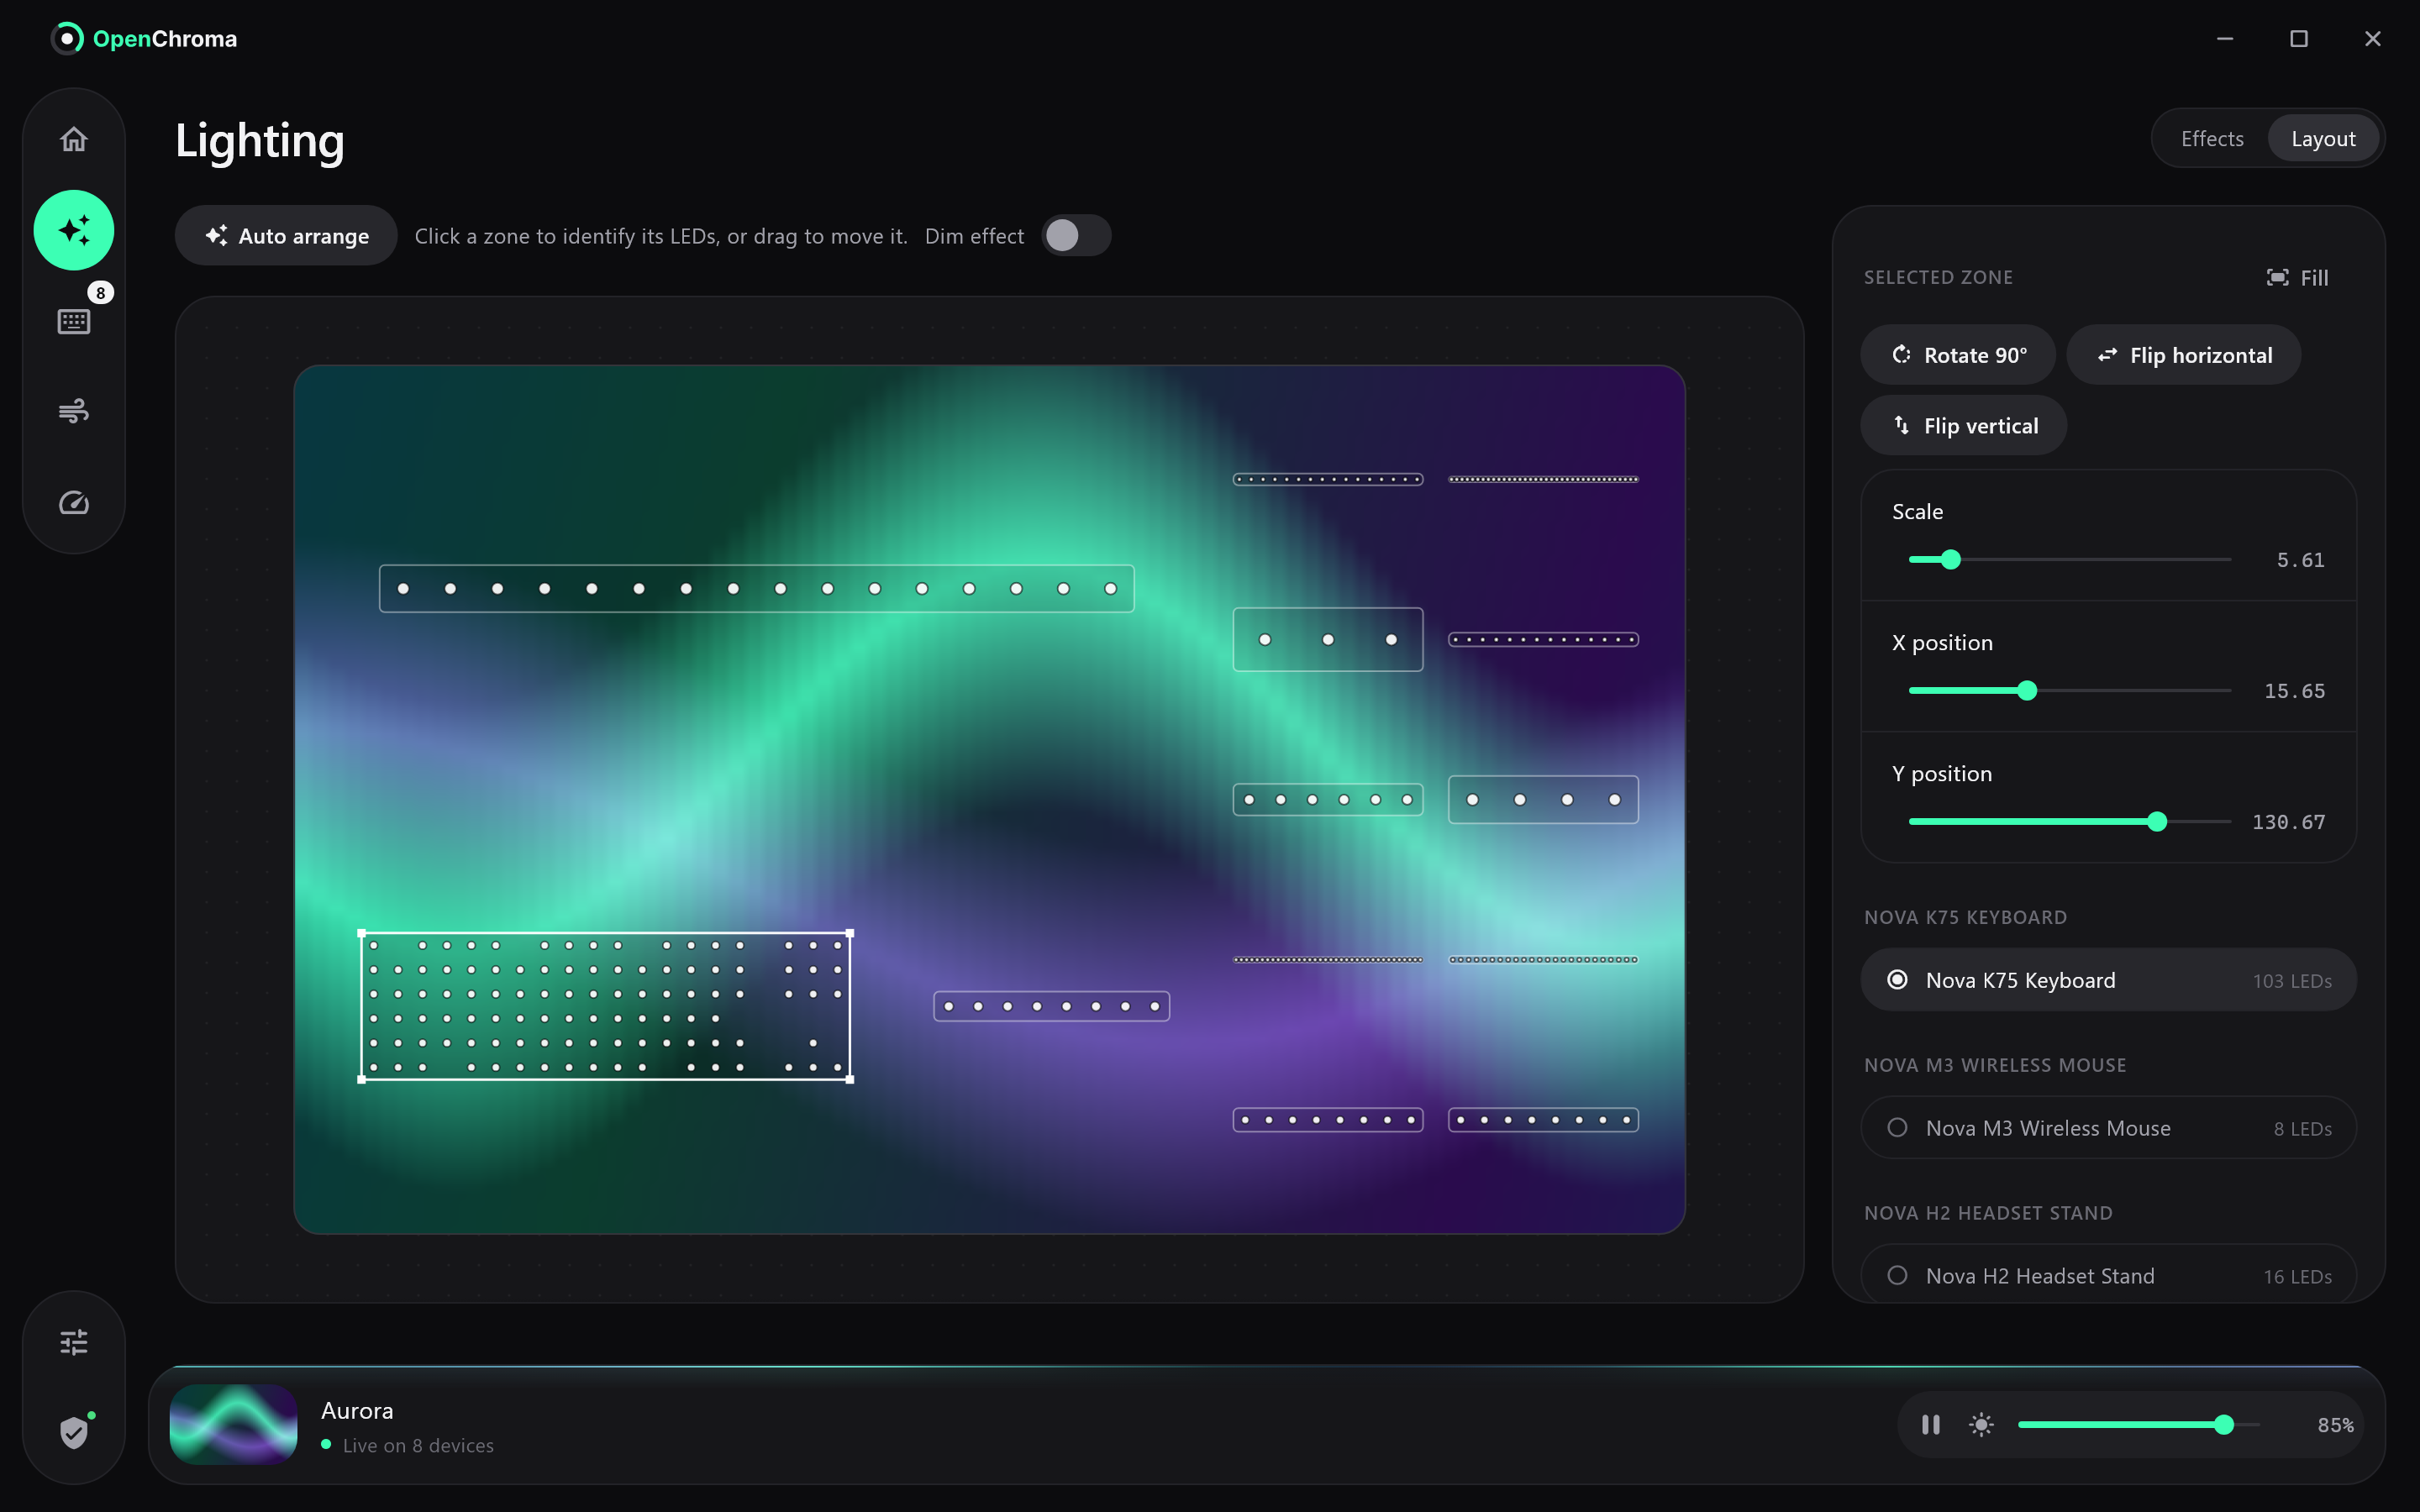 OpenChroma
Lighting
Effects
Layout
Auto arrange
Click a zone to identify its LEDs, or drag to move it.
Dim effect
8
SELECTED ZONE
Fill
Rotate 90°
Flip horizontal
Flip vertical
Scale
5.61
X position
15.65
Y position
130.67
NOVA K75 KEYBOARD
Nova K75 Keyboard
103 LEDs
NOVA M3 WIRELESS MOUSE
Nova M3 Wireless Mouse
8 LEDs
NOVA H2 HEADSET STAND
Nova H2 Headset Stand
16 LEDs
Aurora
Live on 8 devices
85%